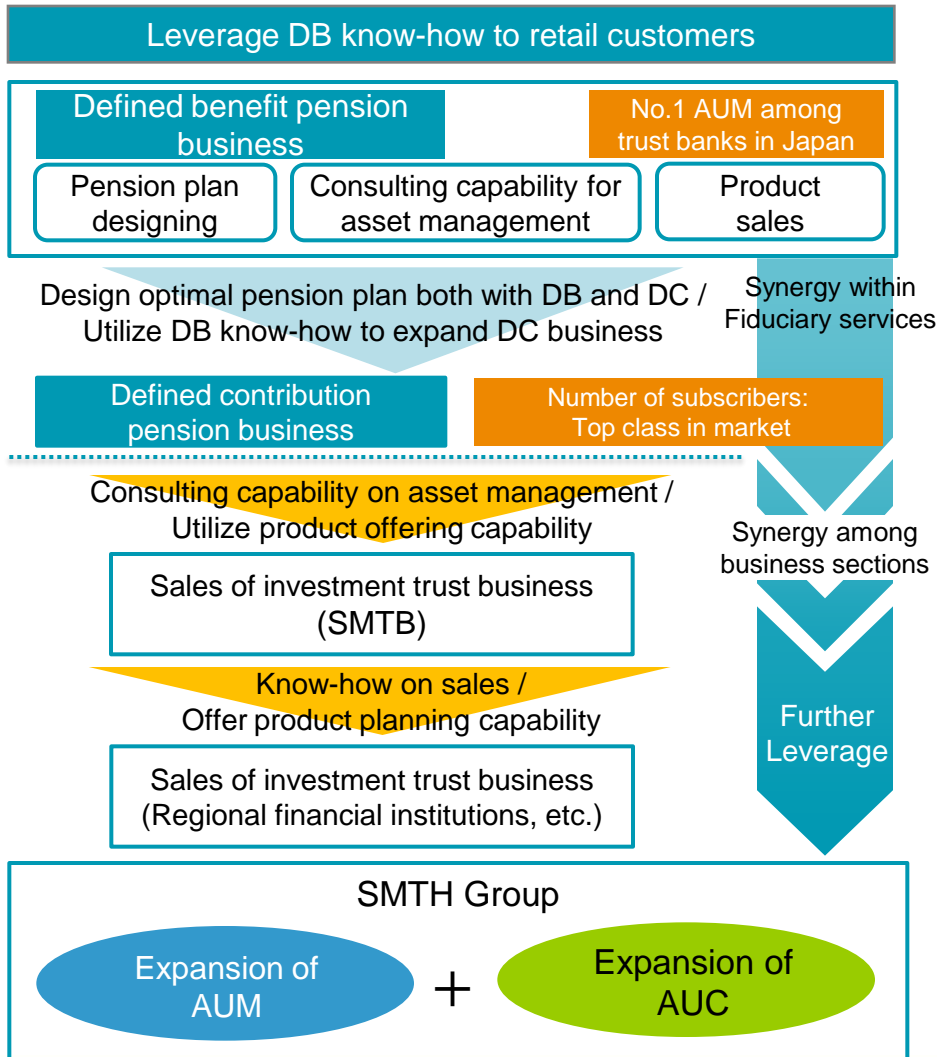 Leverage DB know-how to retail customers
Defined benefit pension
business
No.1 AUM among
trust banks in Japan
Pension plan
designing
Consulting capability for
asset management
Product
sales
Design optimal pension plan both with DB and DC /
Utilize DB know-how to expand DC business
Synergy within
Fiduciary services
Defined contribution
pension business
Number of subscribers:
Top class in market
Consulting capability on asset management /
Utilize product offering capability
Synergy among
business sections
Sales of investment trust business
(SMTB)
Know-how on sales /
Offer product planning capability
Further
Leverage
Sales of investment trust business
(Regional financial institutions, etc.)
SMTH Group
Expansion of
AUM
+
Expansion of
AUC